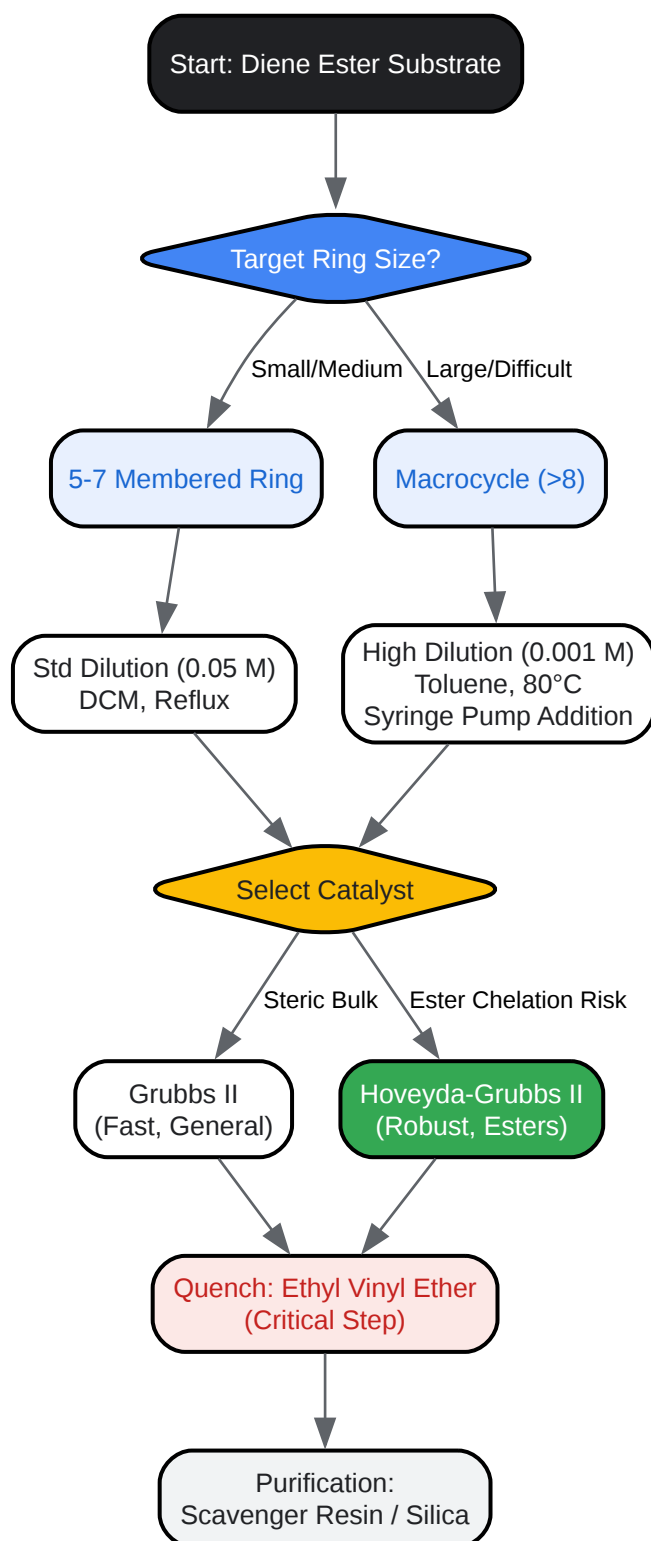 Start: Diene Ester Substrate
Target Ring Size?
Small/Medium
Large/Difficult
5-7 Membered Ring
Macrocycle (>8)
Std Dilution (0.05 M)
DCM, Reflux
High Dilution (0.001 M)
Toluene, 80°C
Syringe Pump Addition
Select Catalyst
Steric Bulk
Ester Chelation Risk
Grubbs II
(Fast, General)
Hoveyda-Grubbs II
(Robust, Esters)
Quench: Ethyl Vinyl Ether
(Critical Step)
Purification:
Scavenger Resin / Silica